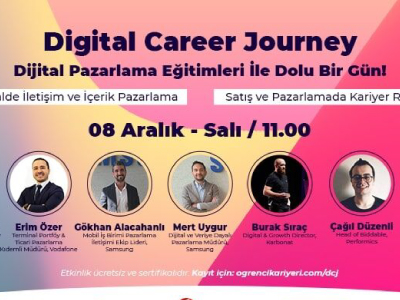 Digital Career Journey
Dijital Pazarlama Eğitimleri İle Dolu Bir Gün!
alde İletişim ve İçerik Pazarlama
Satış ve Pazarlamada Kariyer R
08 Aralık - Salı / 11.00
Erim Özer
Terminal Portföy &
Ticari Pazarlama
Kıdemli Müdürü, Vodafone
Gökhan Alacahanlı
Mobil İş Birimi Pazarlama
İletişimi Ekip Lideri,
Samsung
Mert Uygur
Dijital ve Veriye Dayalı
Pazarlama Müdürü,
Samsung
Burak Sıraç
Digital & Growth Director,
Karbonat
Çağıl Düzenli
Head of Biddable,
Performics
Etkinlik ücretsiz ve sertifikalıdır. Kayıt için: ogrencikariyeri.com/dcj